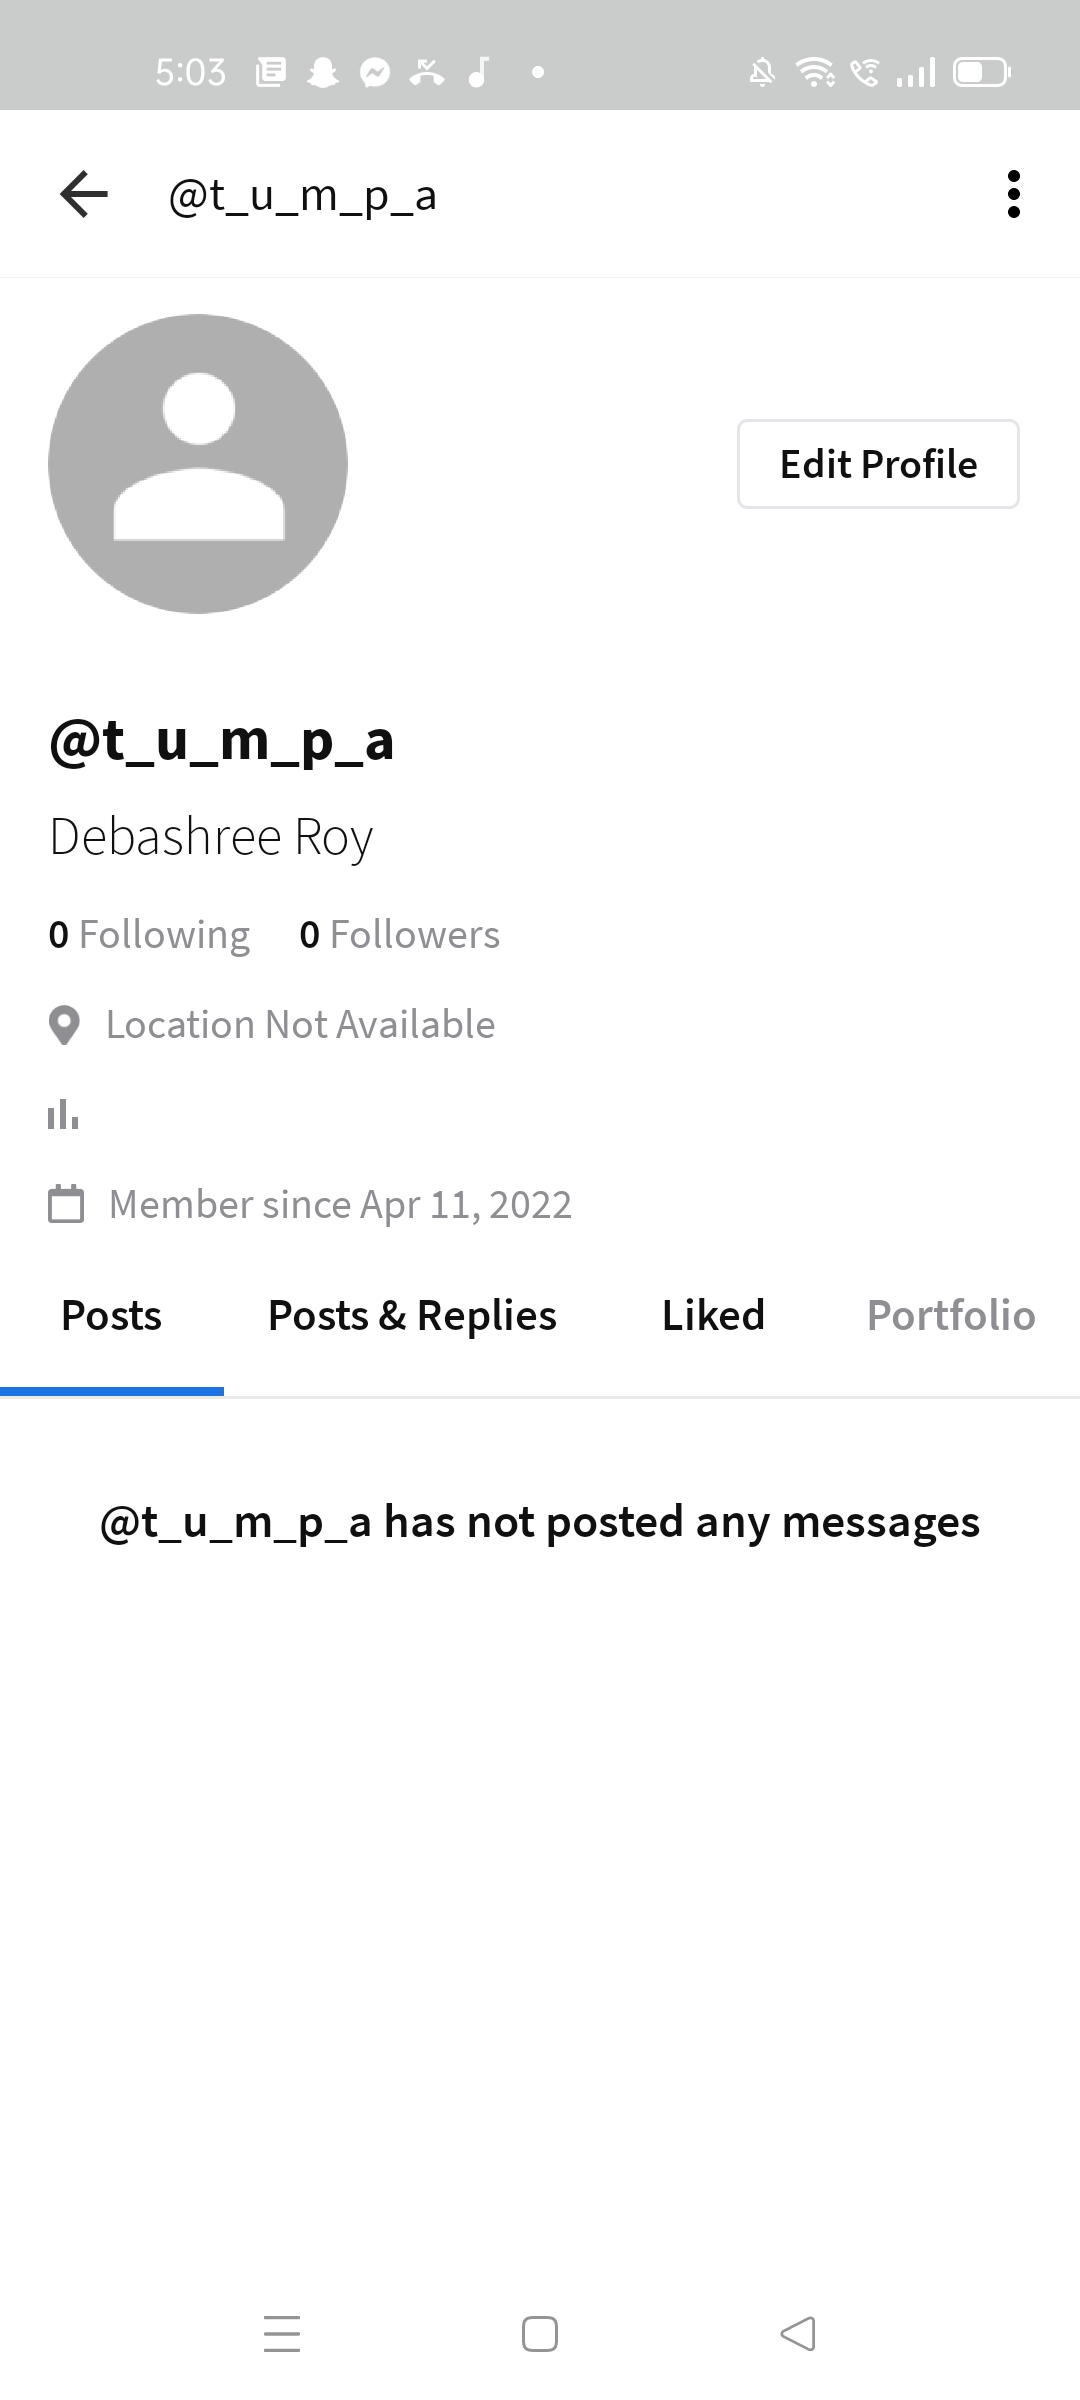 5:03
@t_u_m_p_a
Edit Profile
@t_u_m_p_a
Debashree Roy
0 Following 0 Followers
Location Not Available
Member since Apr 11, 2022
Posts Posts & Replies Liked Portfolio
@t_u_m_p_a has not posted any messages